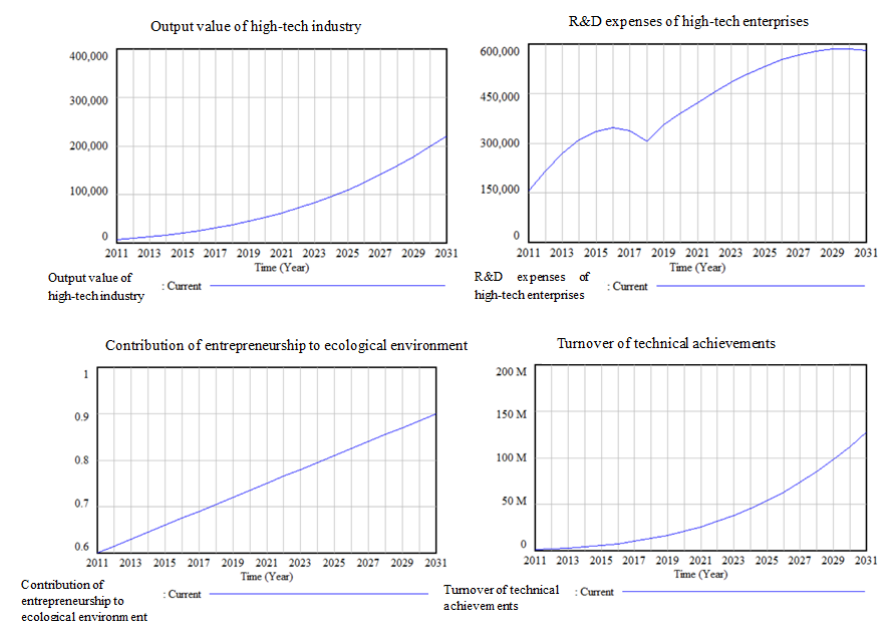 Output value of high-tech industry
400,000
300,000
200,000
100,000
0
2011 2013 2015 2017 2019 2021 2023 2025 2027 2029 2031
Time (Year)
Output value of
high-tech industry
: Current
R&D expenses of high-tech enterprises
600,000
450,000
300,000
150,000
0
2011 2013 2015 2017 2019 2021 2023 2025 2027 2029 2031
Time (Year)
R&D expenses of
high-tech enterprises
: Current
Contribution of entrepreneurship to ecological environment
1
0.9
0.8
0.7
0.6
2011 2013 2015 2017 2019 2021 2023 2025 2027 2029 2031
Time (Year)
Contribution of
entrepreneurship to
ecological environment
: Current
Turnover of technical achievements
200 M
150 M
100 M
50 M
0
2011 2013 2015 2017 2019 2021 2023 2025 2027 2029 2031
Time (Year)
Turnover of technical
achievements
: Current